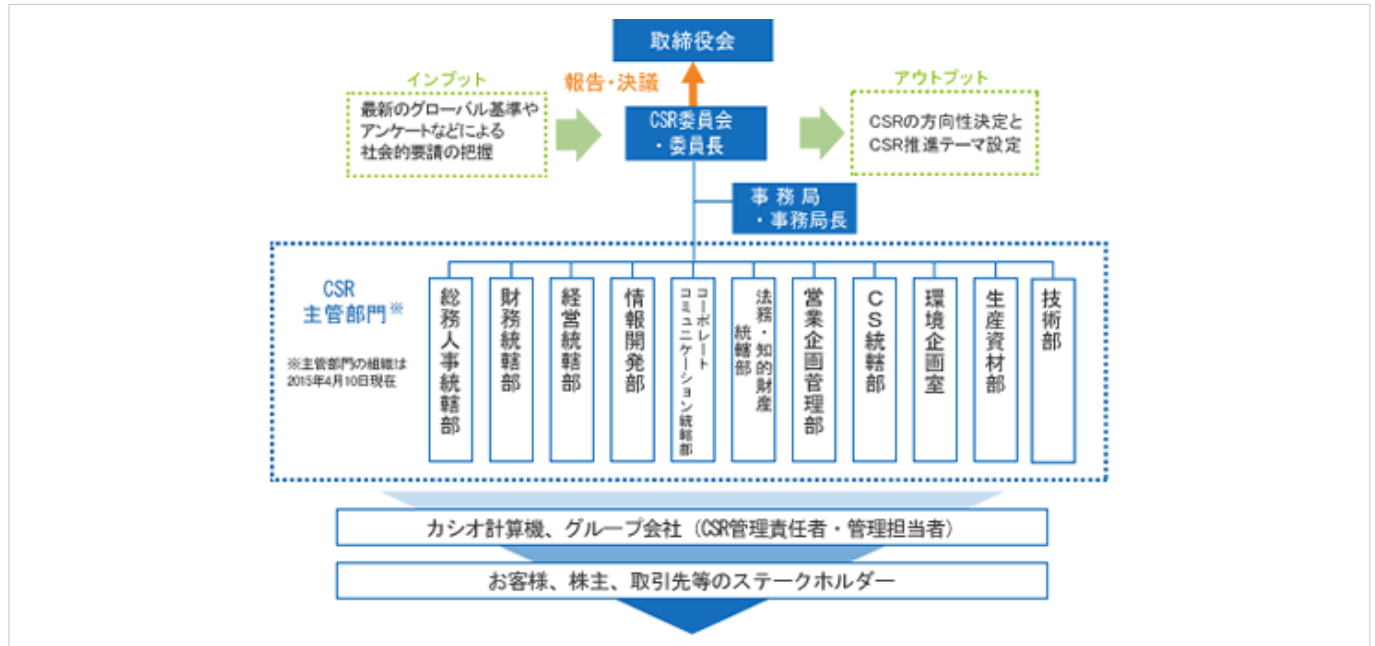 取締役会
インプット
報告・決議
アウトプット
最新のグローバル基準や
アンケートなどによる
社会的要請の把握
CSR委員会
・委員長
CSRの方向性決定と
CSR推進テーマ設定
事務局
・事務局長
CSR
主管部門※
※主管部門の組織は
2015年4月10日現在
総務人事統轄部
財務統轄部
経営統轄部
情報開発部
コーポレート
コミュニケーション統轄部
法務・知的財産
統轄部
営業企画管理部
CS統轄部
環境企画室
生産資材部
技術部
カシオ計算機、グループ会社（CSR管理責任者・管理担当者）
お客様、株主、取引先等のステークホルダー